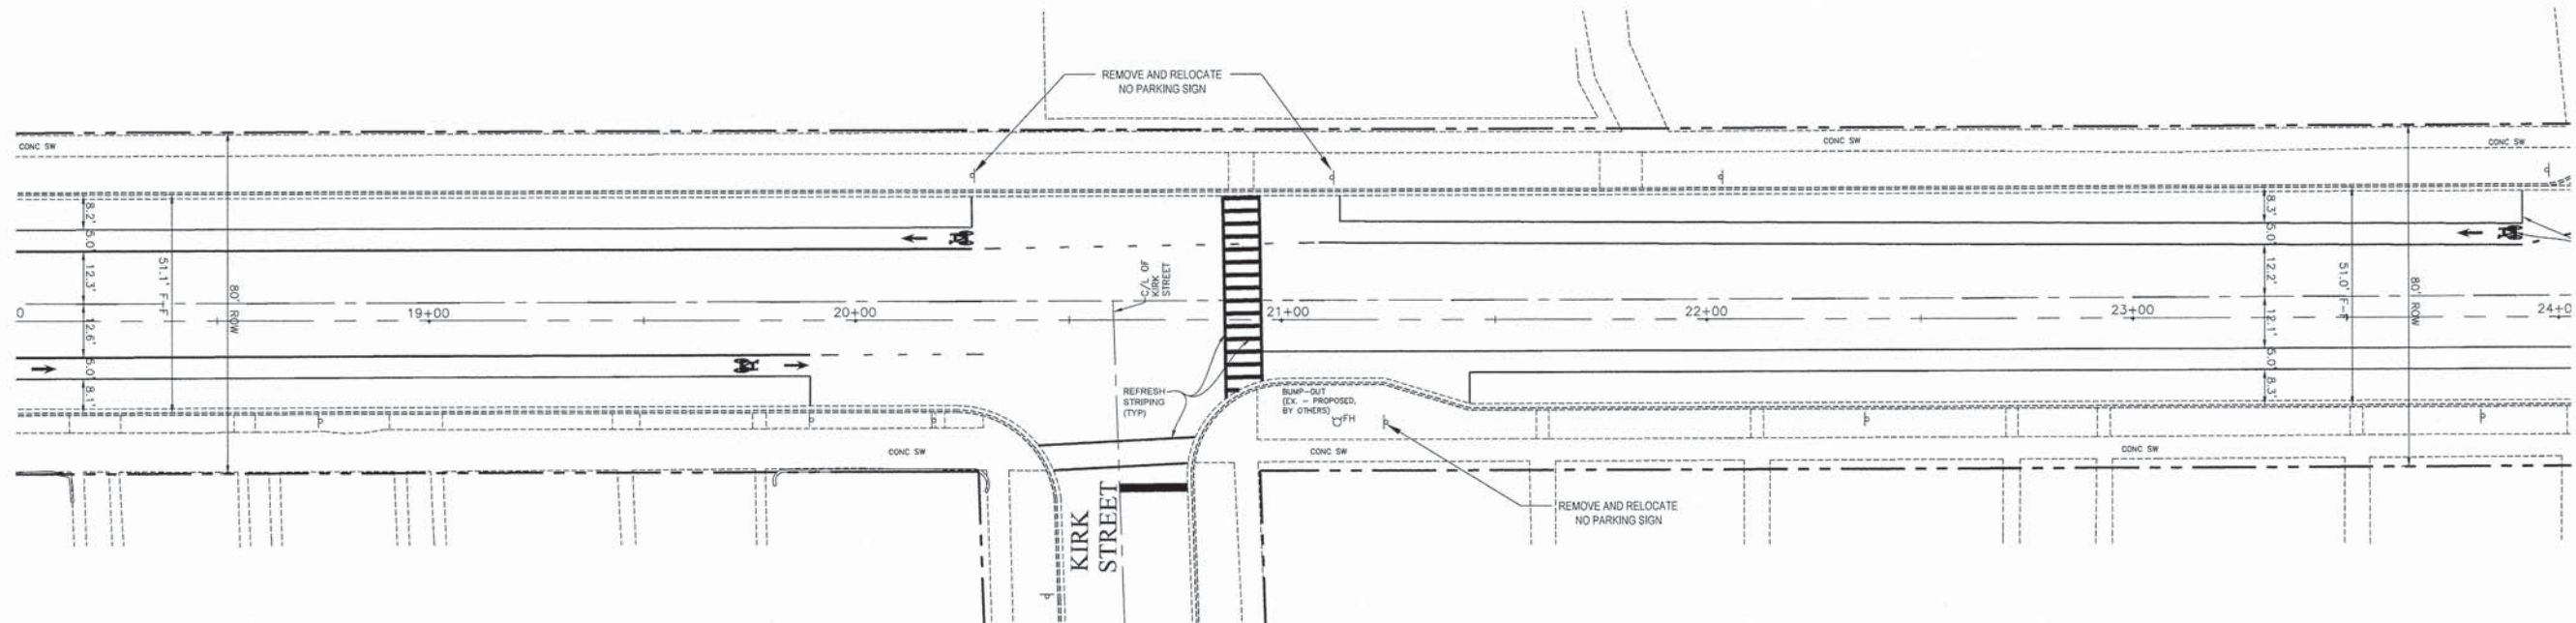 REMOVE AND RELOCATE
NO PARKING SIGN
CONC SW
CONC SW
CONC SW
8.2'
5.0'
12.3'
12.6'
5.0'
8.1'
51.1' F-F
80' ROW
C/L OF
KIRK
STREET
8.3'
5.0'
12.2'
12.1'
5.0'
8.3'
51.0' F-F
80' ROW
0
19+00
20+00
21+00
22+00
23+00
24+0
REFRESH
STRIPING
(TYP)
BUMP-OUT
(EX. - PROPOSED,
BY OTHERS)
FH
CONC SW
CONC SW
CONC SW
KIRK
STREET
REMOVE AND RELOCATE
NO PARKING SIGN